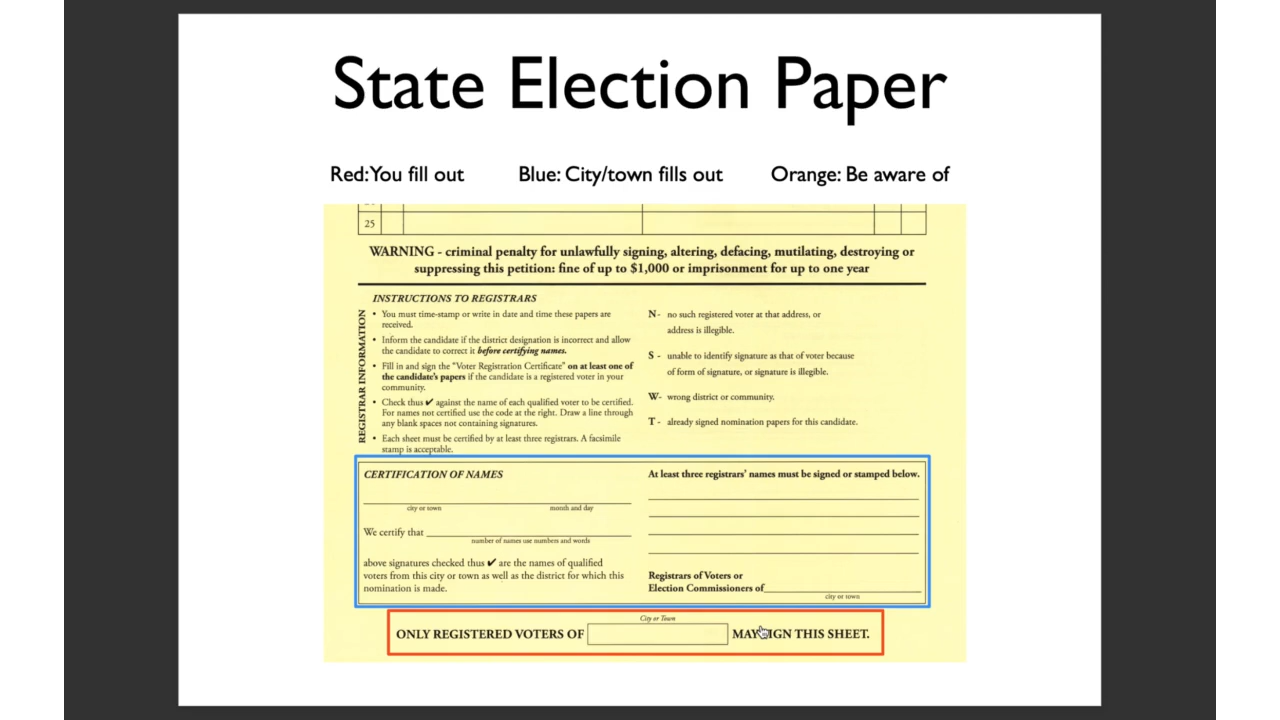 State Election Paper
Red: You fill out Blue: City/town fills out Orange: Be aware of
25
WARNING - criminal penalty for unlawfully signing, altering, defacing, mutilating, destroying or
suppressing this petition: fine of up to $1,000 or imprisonment for up to one year
REGISTRAR INFORMATION
INSTRUCTIONS TO REGISTRARS
• You must time-stamp or write in date and time these papers are
received.
• Inform the candidate if the district designation is incorrect and allow
the candidate to correct it before certifying names.
• Fill in and sign the "Voter Registration Certificate" on at least one of
the candidate's papers if the candidate is a registered voter in your
community.
• Check thus ✔ against the name of each qualified voter to be certified.
For names not certified use the code at the right. Draw a line through
any blank spaces not containing signatures.
• Each sheet must be certified by at least three registrars. A facsimile
stamp is acceptable.
N - no such registered voter at that address, or
address is illegible.
S - unable to identify signature as that of voter because
of form of signature, or signature is illegible.
W- wrong district or community.
T - already signed nomination papers for this candidate.
CERTIFICATION OF NAMES
city or town month and day
We certify that
number of names use numbers and words
above signatures checked thus ✔ are the names of qualified
voters from this city or town as well as the district for which this
nomination is made.
At least three registrars' names must be signed or stamped below.
Registrars of Voters or
Election Commissioners of
city or town
City or Town
ONLY REGISTERED VOTERS OF MAY SIGN THIS SHEET.